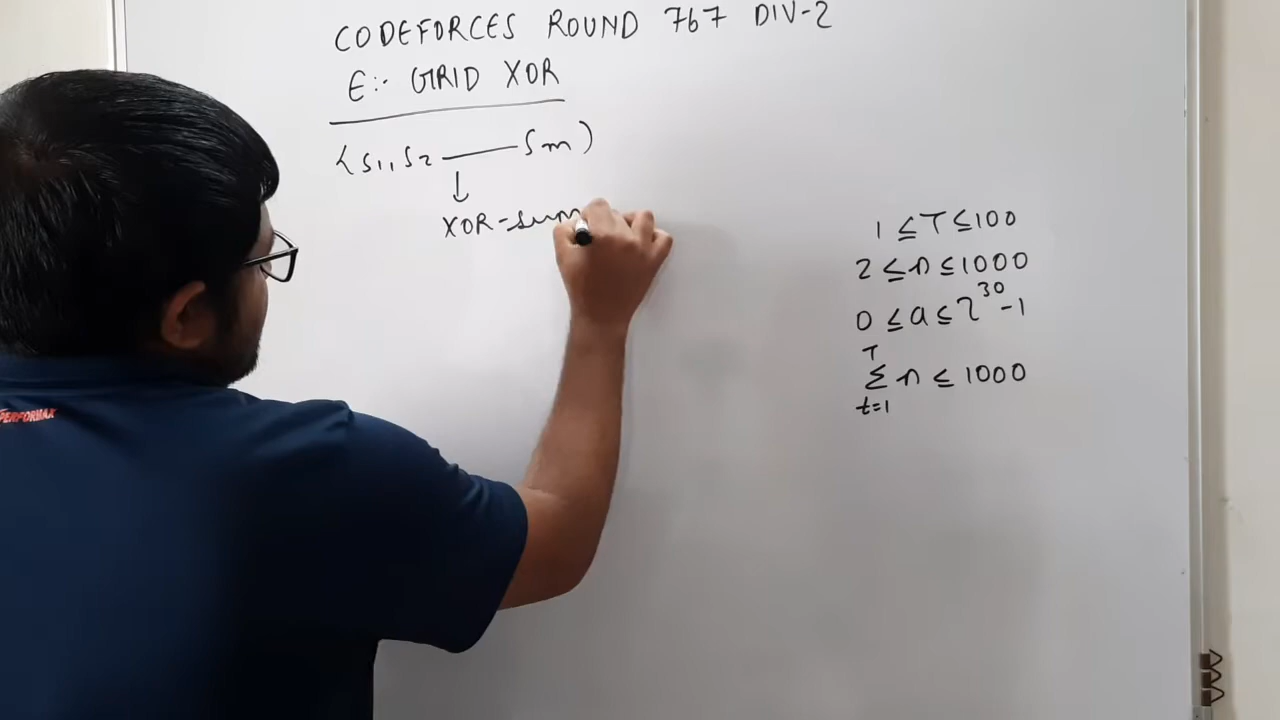 CODEFORCES ROUND 767 DIV-2
E:- GRID XOR
{S1, S2 —— Sm)
↓
XOR-sum
1 ≤ T ≤ 100
2 ≤ n ≤ 1000
0 ≤ a ≤ 2^30 - 1
T
Σ n ≤ 1000
t=1
PERFORMAX